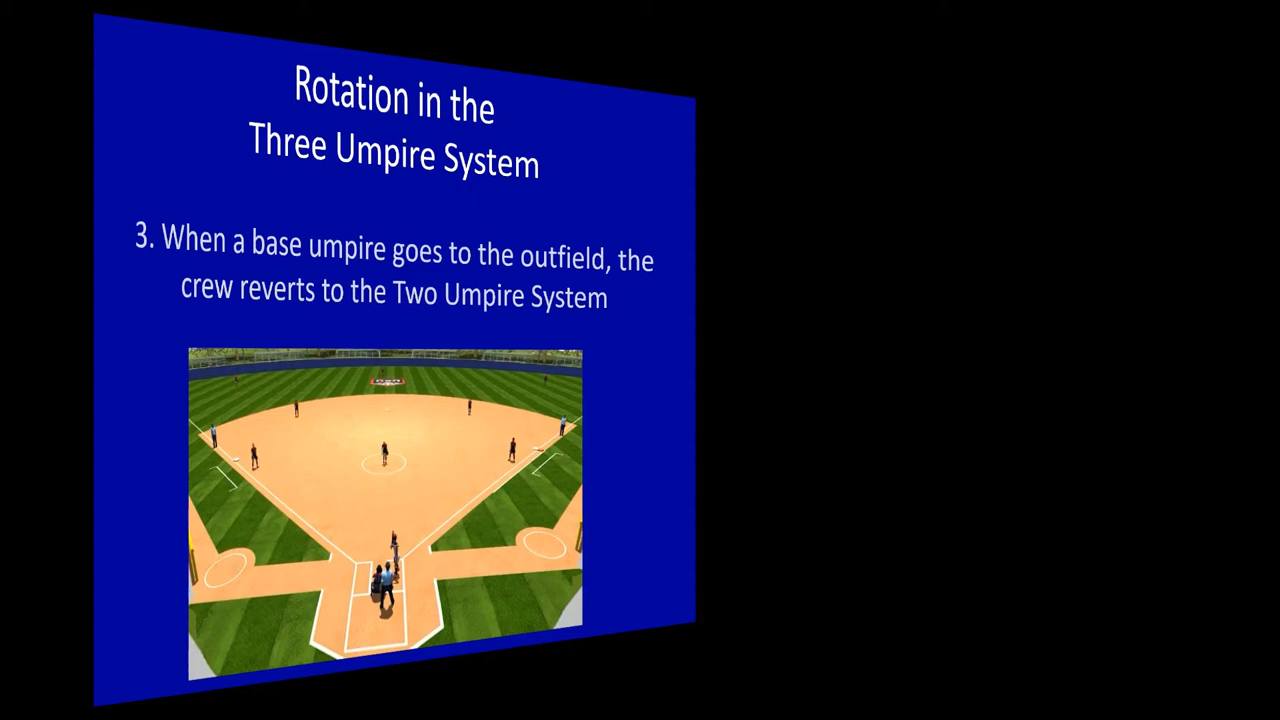 Rotation in the
Three Umpire System
3. When a base umpire goes to the outfield, the
crew reverts to the Two Umpire System